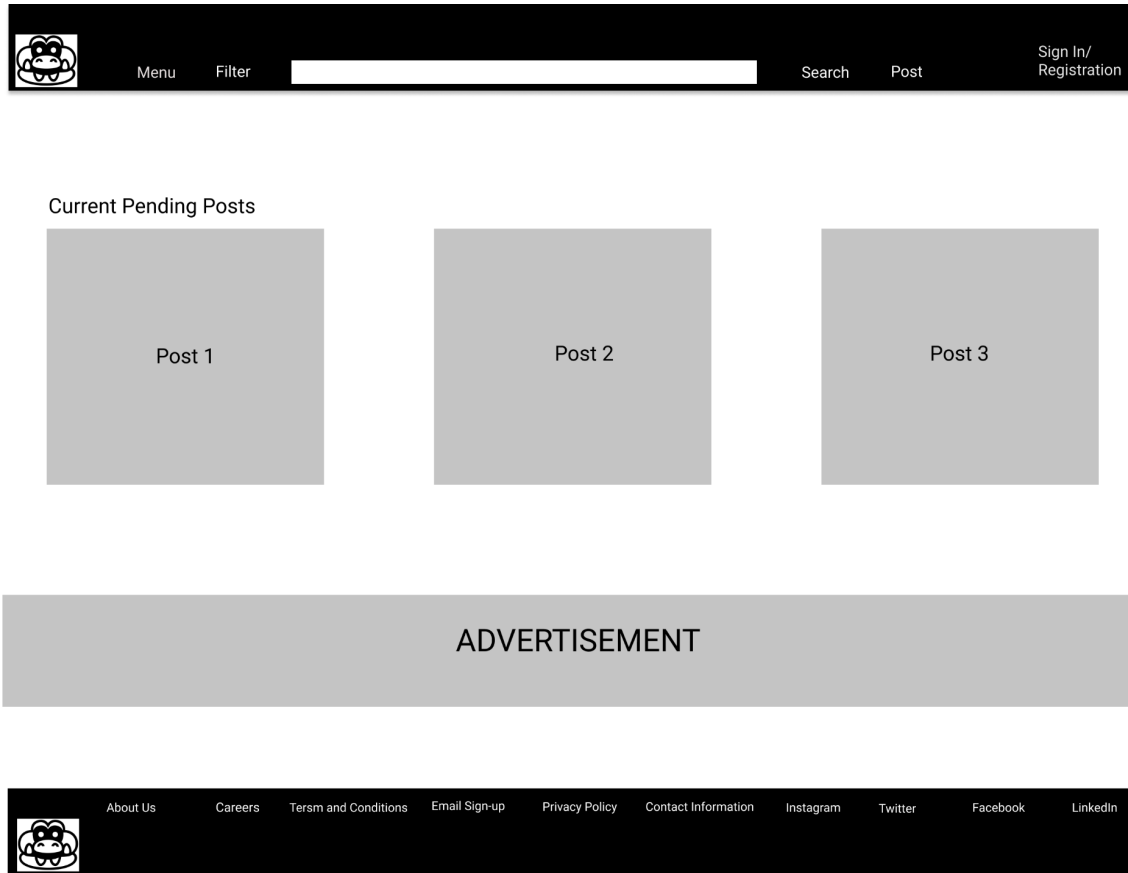 Menu
Filter
Search
Post
Sign In/
Registration
Current Pending Posts
Post 1
Post 2
Post 3
ADVERTISEMENT
About Us
Careers
Tersm and Conditions
Email Sign-up
Privacy Policy
Contact Information
Instagram
Twitter
Facebook
LinkedIn